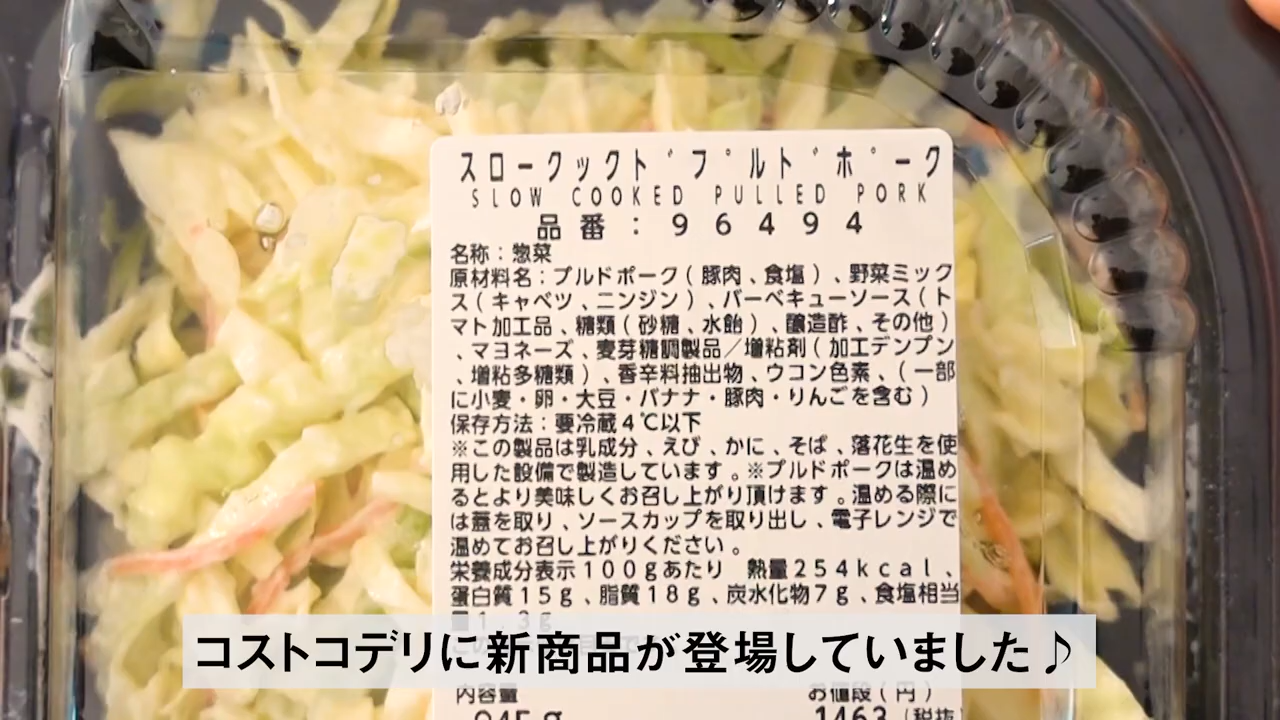 スロークックト゛フ゜ルト゛ホ゜ーク
SLOW COOKED PULLED PORK
品番：96494
名称：惣菜
原材料名：プルドポーク（豚肉、食塩）、野菜ミック
ス（キャベツ、ニンジン）、バーベキューソース（ト
マト加工品、糖類（砂糖、水飴）、醸造酢、その他）
、マヨネーズ、麦芽糖調製品／増粘剤（加工デンプン
、増粘多糖類）、香辛料抽出物、ウコン色素、（一部
に小麦・卵・大豆・バナナ・豚肉・りんごを含む）
保存方法：要冷蔵4℃以下
※この製品は乳成分、えび、かに、そば、落花生を使
用した設備で製造しています。※プルドポークは温め
るとより美味しくお召し上がり頂けます。温める際に
は蓋を取り、ソースカップを取り出し、電子レンジで
温めてお召し上がりください。
栄養成分表示100gあたり　熱量254kcal、
蛋白質15g、脂質18g、炭水化物7g、食塩相当
量1.3g
コストコデリに新商品が登場していました♪
内容量　お値段（円）
1463（税抜